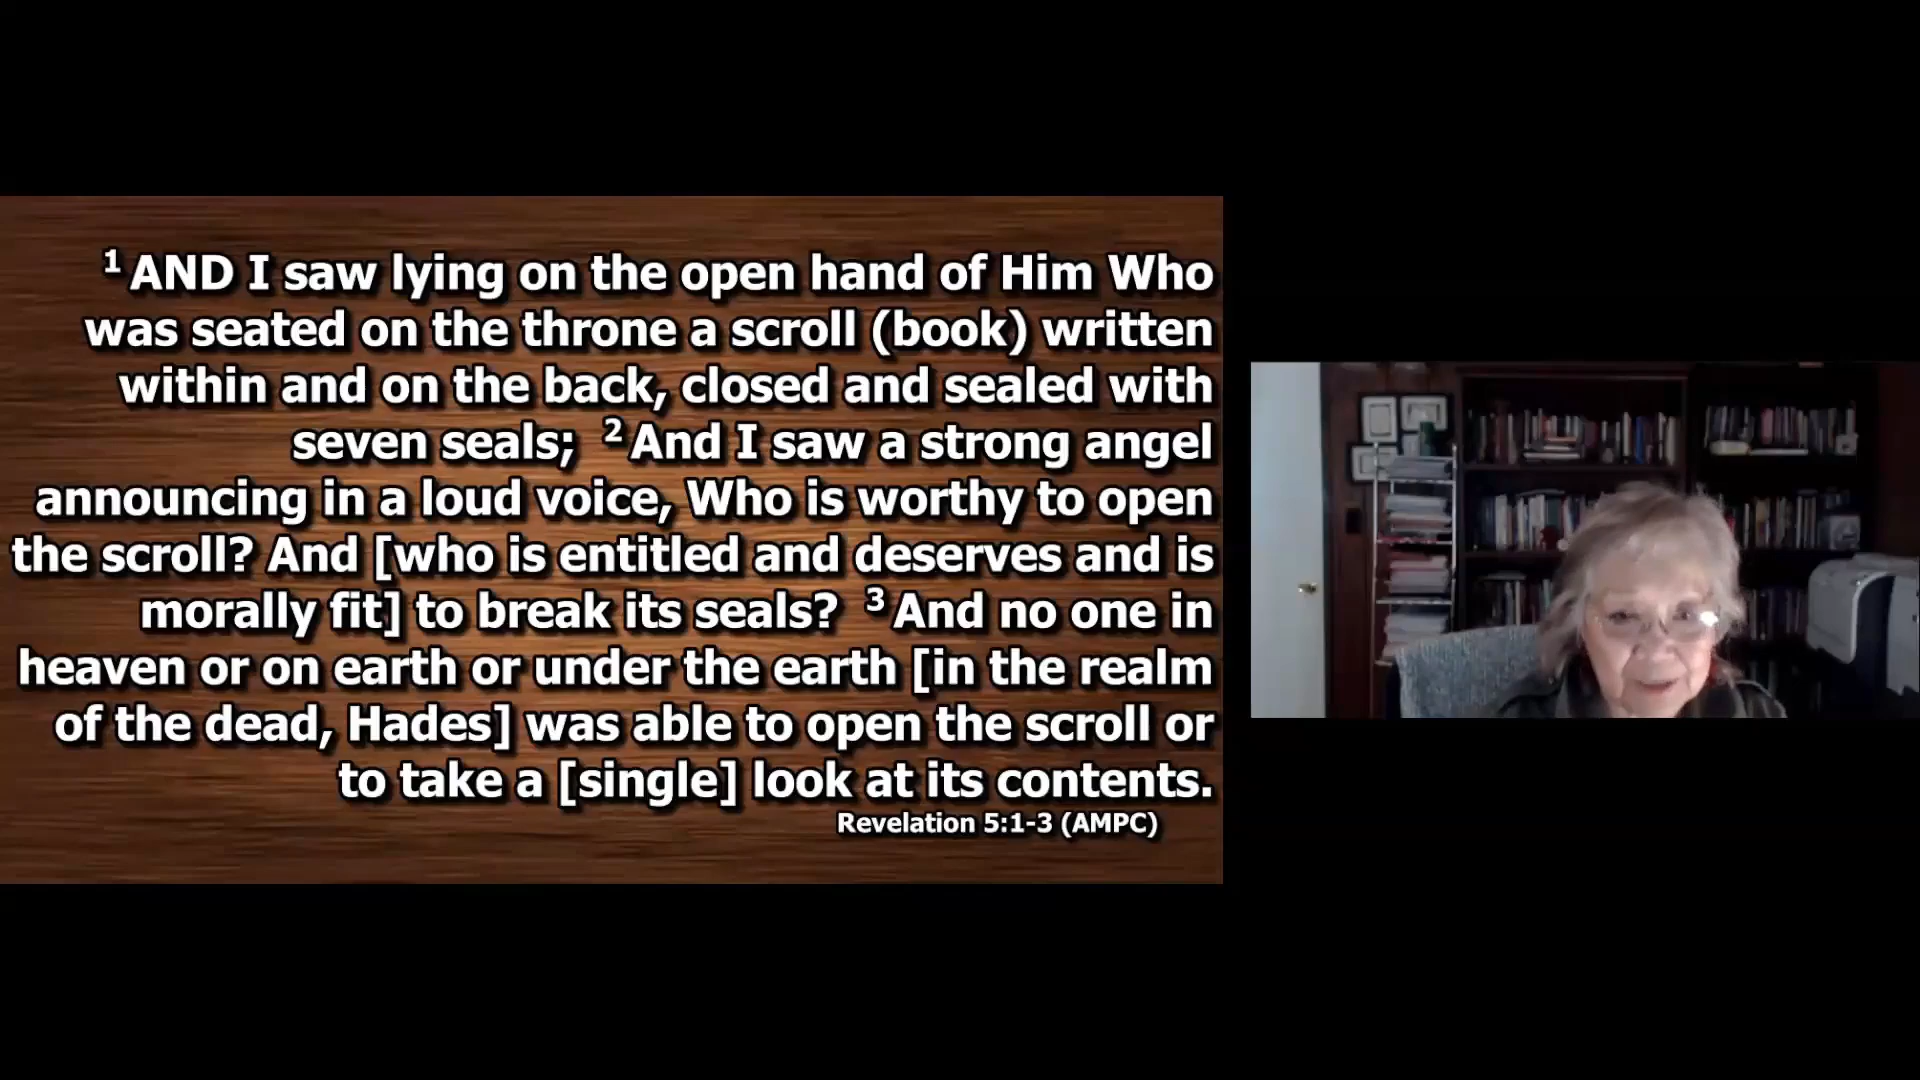 ¹ AND I saw lying on the open hand of Him Who
was seated on the throne a scroll (book) written
within and on the back, closed and sealed with
seven seals; ² And I saw a strong angel
announcing in a loud voice, Who is worthy to open
the scroll? And [who is entitled and deserves and is
morally fit] to break its seals? ³ And no one in
heaven or on earth or under the earth [in the realm
of the dead, Hades] was able to open the scroll or
to take a [single] look at its contents.
Revelation 5:1-3 (AMPC)